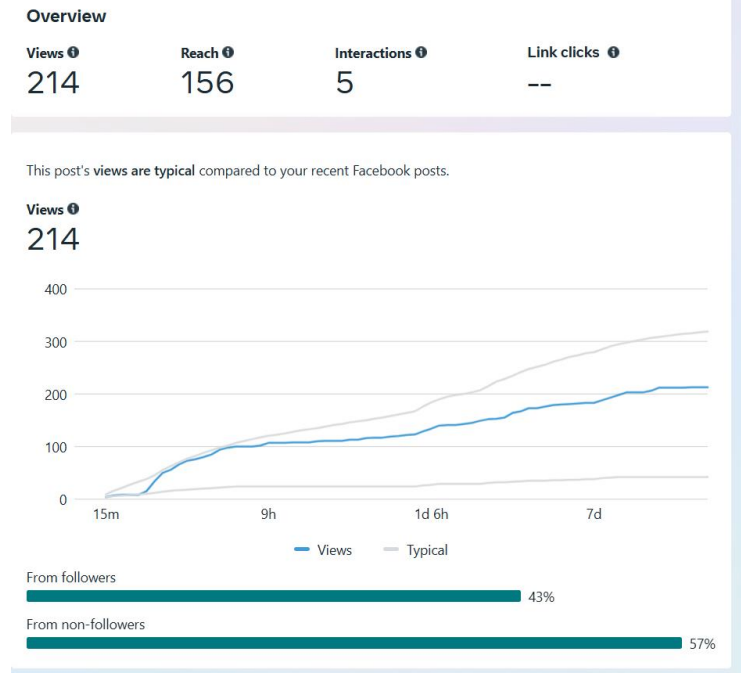 Overview
Views Reach Interactions Link clicks
214 156 5 --
This post's views are typical compared to your recent Facebook posts.
Views
214
400
300
200
100
0
15m 9h 1d 6h 7d
Views Typical
From followers
43%
From non-followers
57%